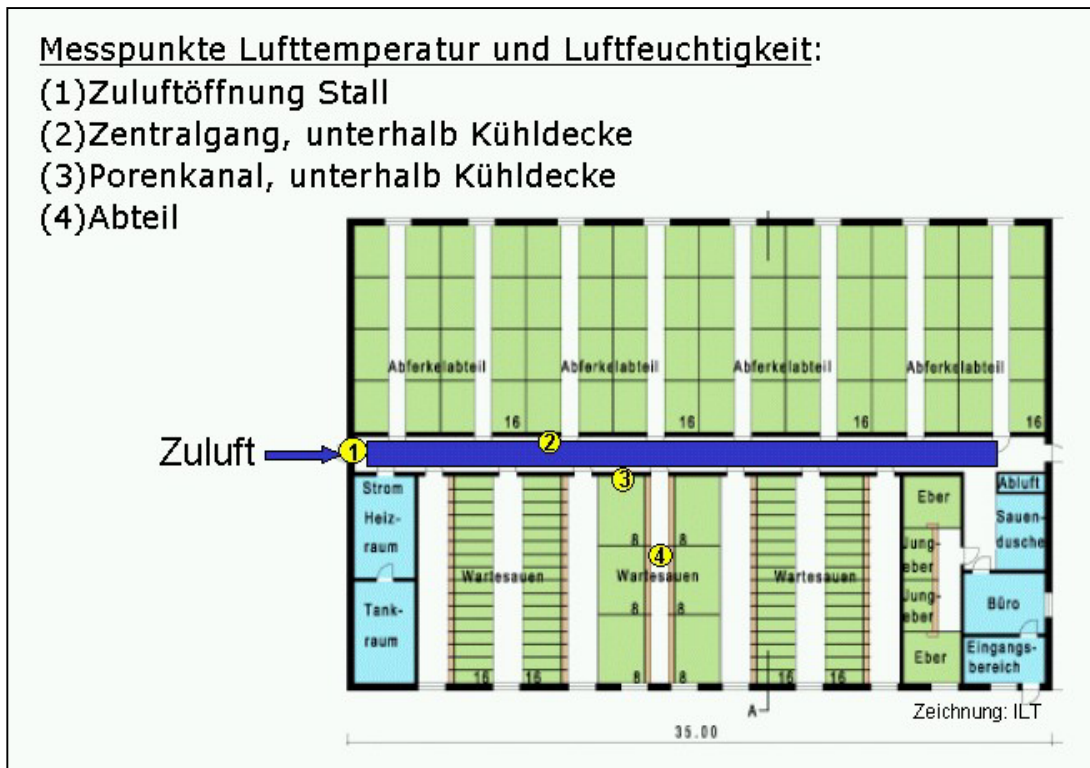 Messpunkte Lufttemperatur und Luftfeuchtigkeit:
(1)Zuluftöffnung Stall
(2)Zentralgang, unterhalb Kühldecke
(3)Porenkanal, unterhalb Kühldecke
(4)Abteil
Abferkelabteil Abferkelabteil Abferkelabteil Abferkelabteil
16 16 16 16
Zuluft 1 2
3
Strom
Heiz-
raum
Tank-
raum
Wartesauen
16 16
8 8
4
Wartesauen
8 8
8 8
Wartesauen
16 16
Eber
Jung-
eber
Jung-
eber
Eber
Abluft
Sauen-
dusche
Büro
Eingangs-
bereich
A
Zeichnung: ILT
35.00